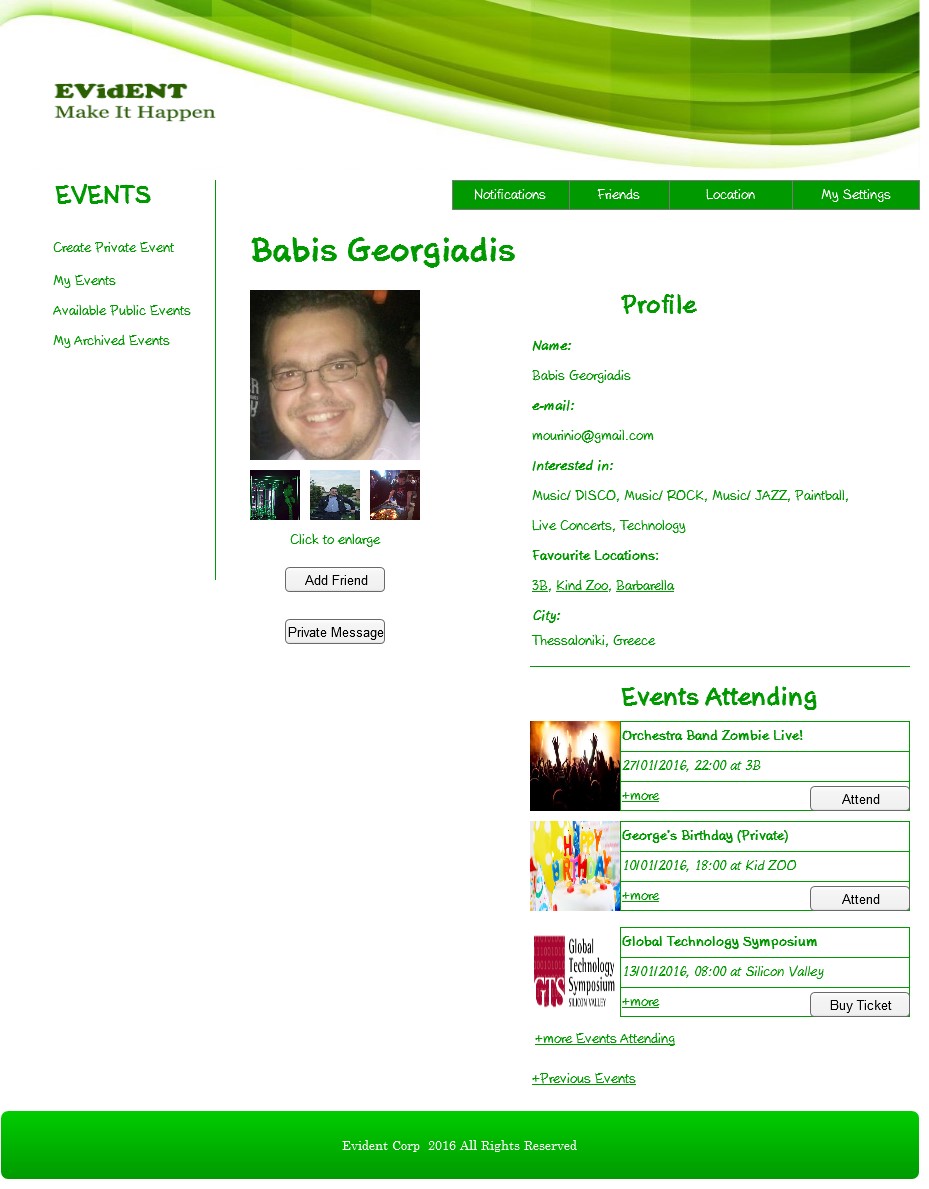 EVidENT
Make It Happen
EVENTS
Create Private Event
My Events
Available Public Events
My Archived Events
Notifications
Friends
Location
My Settings
Babis Georgiadis
Click to enlarge
Add Friend
Private Message
Profile
Name:
Babis Georgiadis
e-mail:
mourinio@gmail.com
Interested in:
Music/ DISCO, Music/ ROCK, Music/ JAZZ, Paintball,
Live Concerts, Technology
Favourite Locations:
3B, Kind Zoo, Barbarella
City:
Thessaloniki, Greece
Events Attending
Orchestra Band Zombie Live!
27/01/2016, 22:00 at 3B
+more
Attend
HAPPY
BIRTHDAY
George's Birthday (Private)
10/01/2016, 18:00 at Kid ZOO
+more
Attend
Global
Technology
Symposium
GTS
SILICON VALLEY
Global Technology Symposium
13/01/2016, 08:00 at Silicon Valley
+more
Buy Ticket
+more Events Attending
+Previous Events
Evident Corp  2016 All Rights Reserved